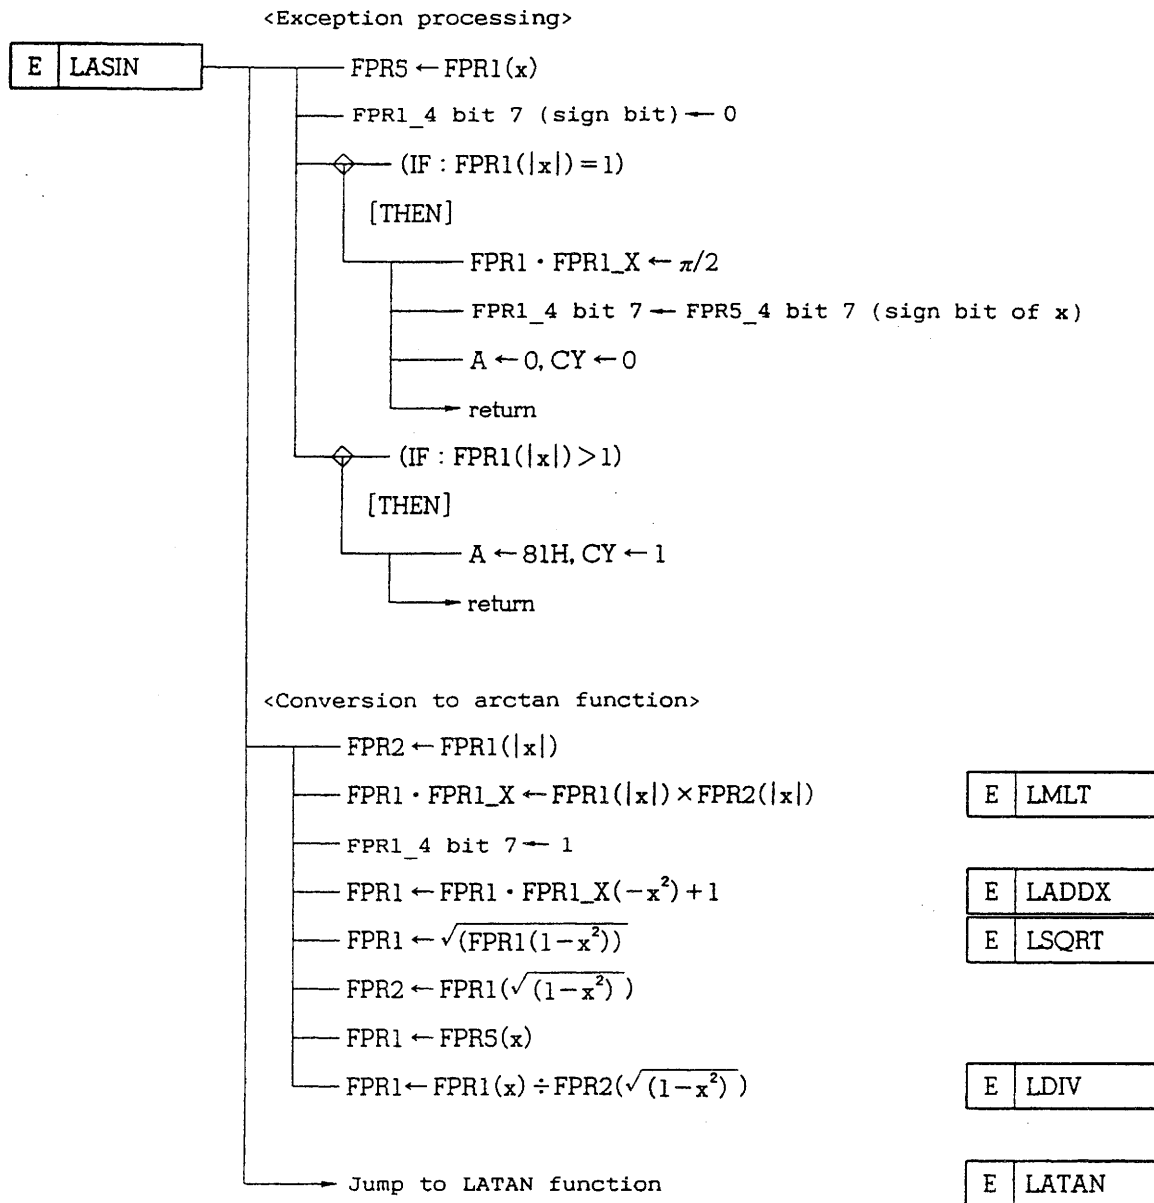 <Exception processing>
E LASIN FPR5 ← FPR1(x)
FPR1_4 bit 7 (sign bit) ← 0
(IF : FPR1(|x|) = 1)
[THEN]
FPR1 · FPR1_X ← π/2
FPR1_4 bit 7 ← FPR5_4 bit 7 (sign bit of x)
A ← 0, CY ← 0
return
(IF : FPR1(|x|) > 1)
[THEN]
A ← 81H, CY ← 1
return
<Conversion to arctan function>
FPR2 ← FPR1(|x|)
FPR1 · FPR1_X ← FPR1(|x|) × FPR2(|x|) E LMLT
FPR1_4 bit 7 ← 1
FPR1 ← FPR1 · FPR1_X(−x²) + 1 E LADDX
FPR1 ← √(FPR1(1−x²)) E LSQRT
FPR2 ← FPR1(√(1−x²))
FPR1 ← FPR5(x)
FPR1 ← FPR1(x) ÷ FPR2(√(1−x²)) E LDIV
Jump to LATAN function E LATAN